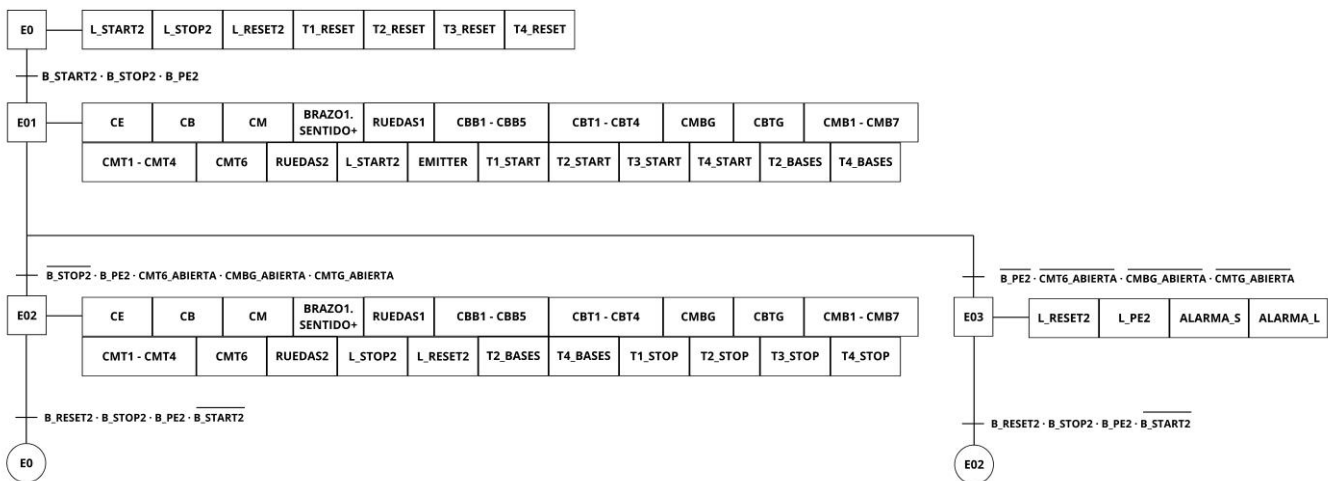 E0 L_START2 L_STOP2 L_RESET2 T1_RESET T2_RESET T3_RESET T4_RESET
B_START2 · B_STOP2 · B_PE2
E01 CE CB CM BRAZO1. SENTIDO+ RUEDAS1 CBB1 - CBB5 CBT1 - CBT4 CMBG CBTG CMB1 - CMB7
CMT1 - CMT4 CMT6 RUEDAS2 L_START2 EMITTER T1_START T2_START T3_START T4_START T2_BASES T4_BASES
B_STOP2 · B_PE2 · CMT6_ABIERTA · CMBG_ABIERTA · CMTG_ABIERTA
B_PE2 · CMT6_ABIERTA · CMBG_ABIERTA · CMTG_ABIERTA
E02 CE CB CM BRAZO1. SENTIDO+ RUEDAS1 CBB1 - CBB5 CBT1 - CBT4 CMBG CBTG CMB1 - CMB7
CMT1 - CMT4 CMT6 RUEDAS2 L_STOP2 L_RESET2 T2_BASES T4_BASES T1_STOP T2_STOP T3_STOP T4_STOP
E03 L_RESET2 L_PE2 ALARMA_S ALARMA_L
B_RESET2 · B_STOP2 · B_PE2 · B_START2
B_RESET2 · B_STOP2 · B_PE2 · B_START2
E0
E02